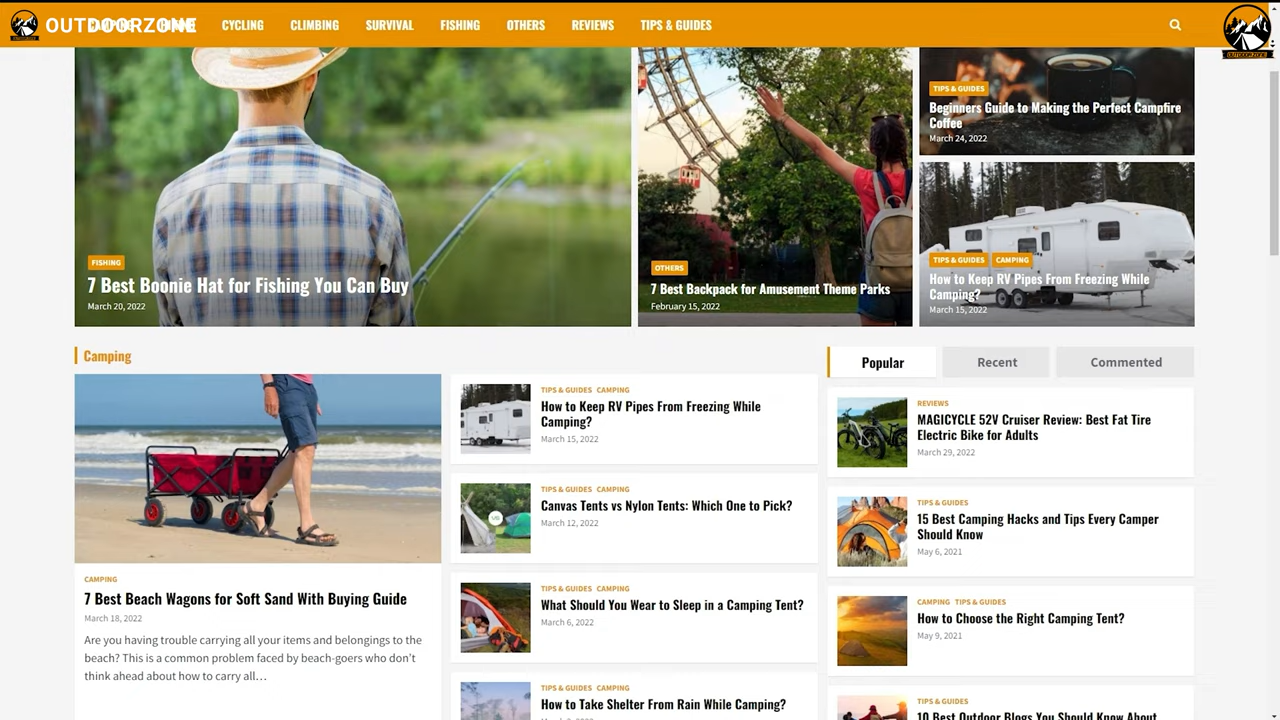 OUTDOORZONE
CYCLING
CLIMBING
SURVIVAL
FISHING
OTHERS
REVIEWS
TIPS & GUIDES
OUTDOORZONE
FISHING
7 Best Boonie Hat for Fishing You Can Buy
March 20, 2022
OTHERS
7 Best Backpack for Amusement Theme Parks
February 15, 2022
TIPS & GUIDES
Beginners Guide to Making the Perfect Campfire
Coffee
March 24, 2022
TIPS & GUIDES CAMPING
How to Keep RV Pipes From Freezing While
Camping?
March 15, 2022
Camping
CAMPING
7 Best Beach Wagons for Soft Sand With Buying Guide
March 18, 2022
Are you having trouble carrying all your items and belongings to the
beach? This is a common problem faced by beach-goers who don't
think ahead about how to carry all…
TIPS & GUIDES CAMPING
How to Keep RV Pipes From Freezing While
Camping?
March 15, 2022
TIPS & GUIDES CAMPING
Canvas Tents vs Nylon Tents: Which One to Pick?
March 12, 2022
VS
TIPS & GUIDES CAMPING
What Should You Wear to Sleep in a Camping Tent?
March 6, 2022
TIPS & GUIDES CAMPING
How to Take Shelter From Rain While Camping?
Popular
Recent
Commented
REVIEWS
MAGICYCLE 52V Cruiser Review: Best Fat Tire
Electric Bike for Adults
March 29, 2022
TIPS & GUIDES
15 Best Camping Hacks and Tips Every Camper
Should Know
May 6, 2021
CAMPING TIPS & GUIDES
How to Choose the Right Camping Tent?
May 9, 2021
TIPS & GUIDES
10 Best Outdoor Blogs You Should Know About